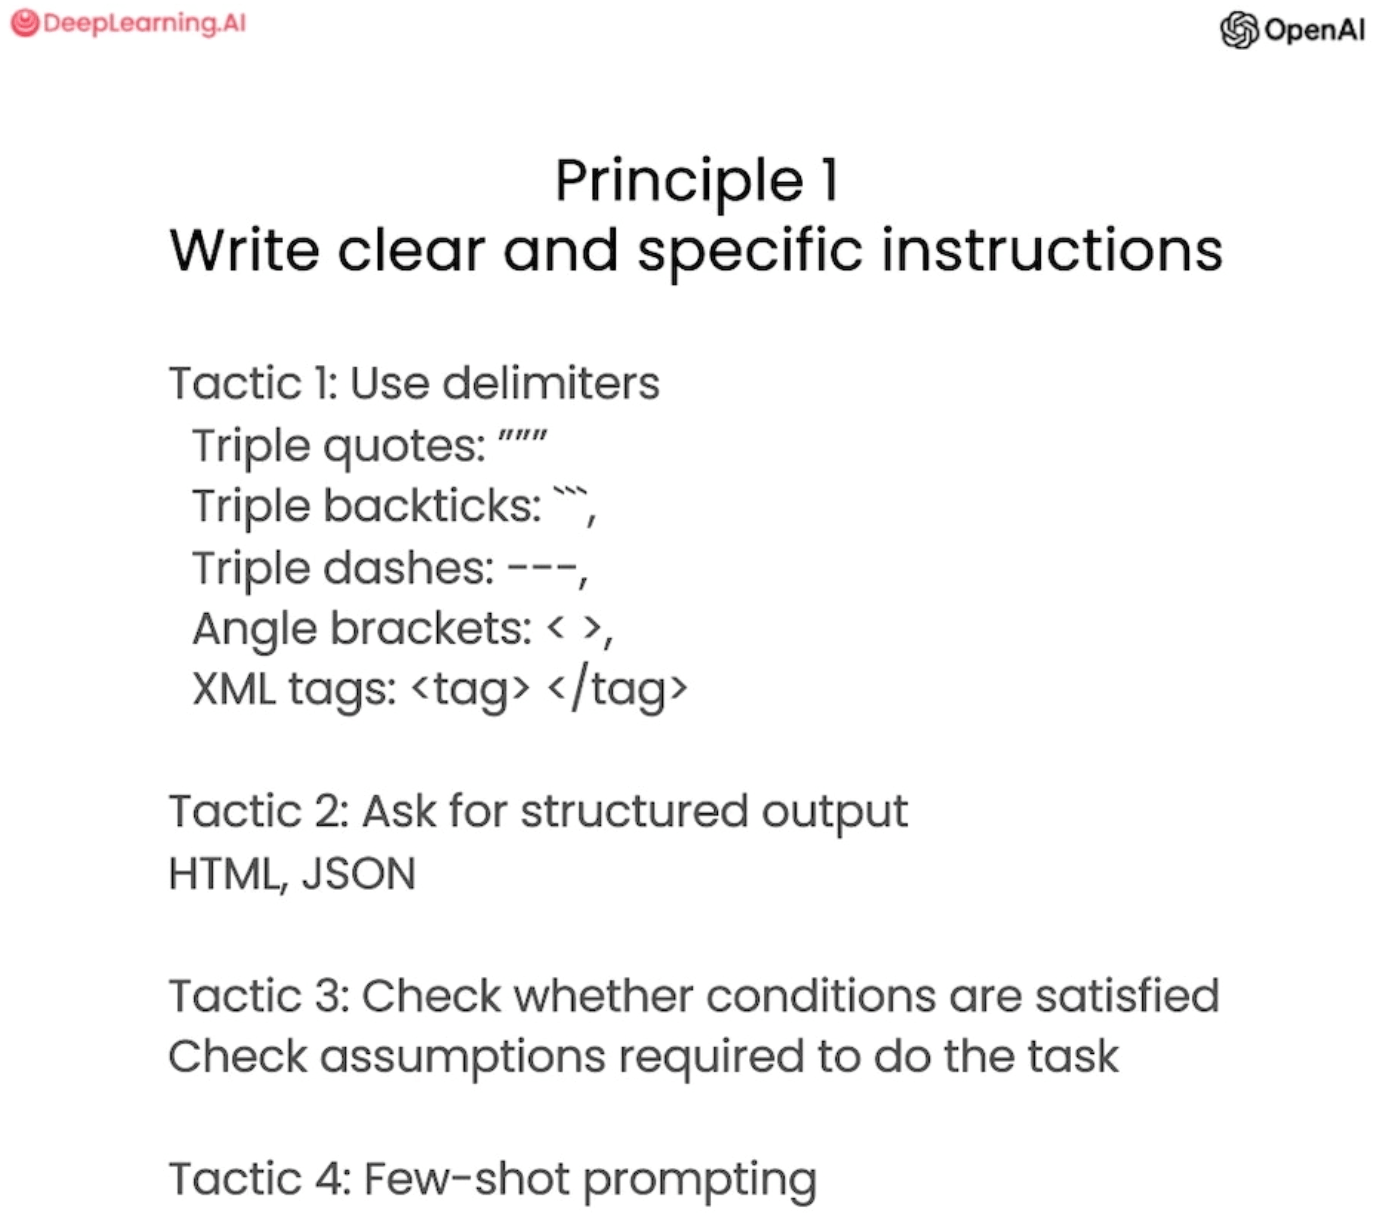 DeepLearning.AI
OpenAI
Principle 1
Write clear and specific instructions
Tactic 1: Use delimiters
Triple quotes: """
Triple backticks: ```,
Triple dashes: ---,
Angle brackets: < >,
XML tags: <tag> </tag>
Tactic 2: Ask for structured output
HTML, JSON
Tactic 3: Check whether conditions are satisfied
Check assumptions required to do the task
Tactic 4: Few-shot prompting